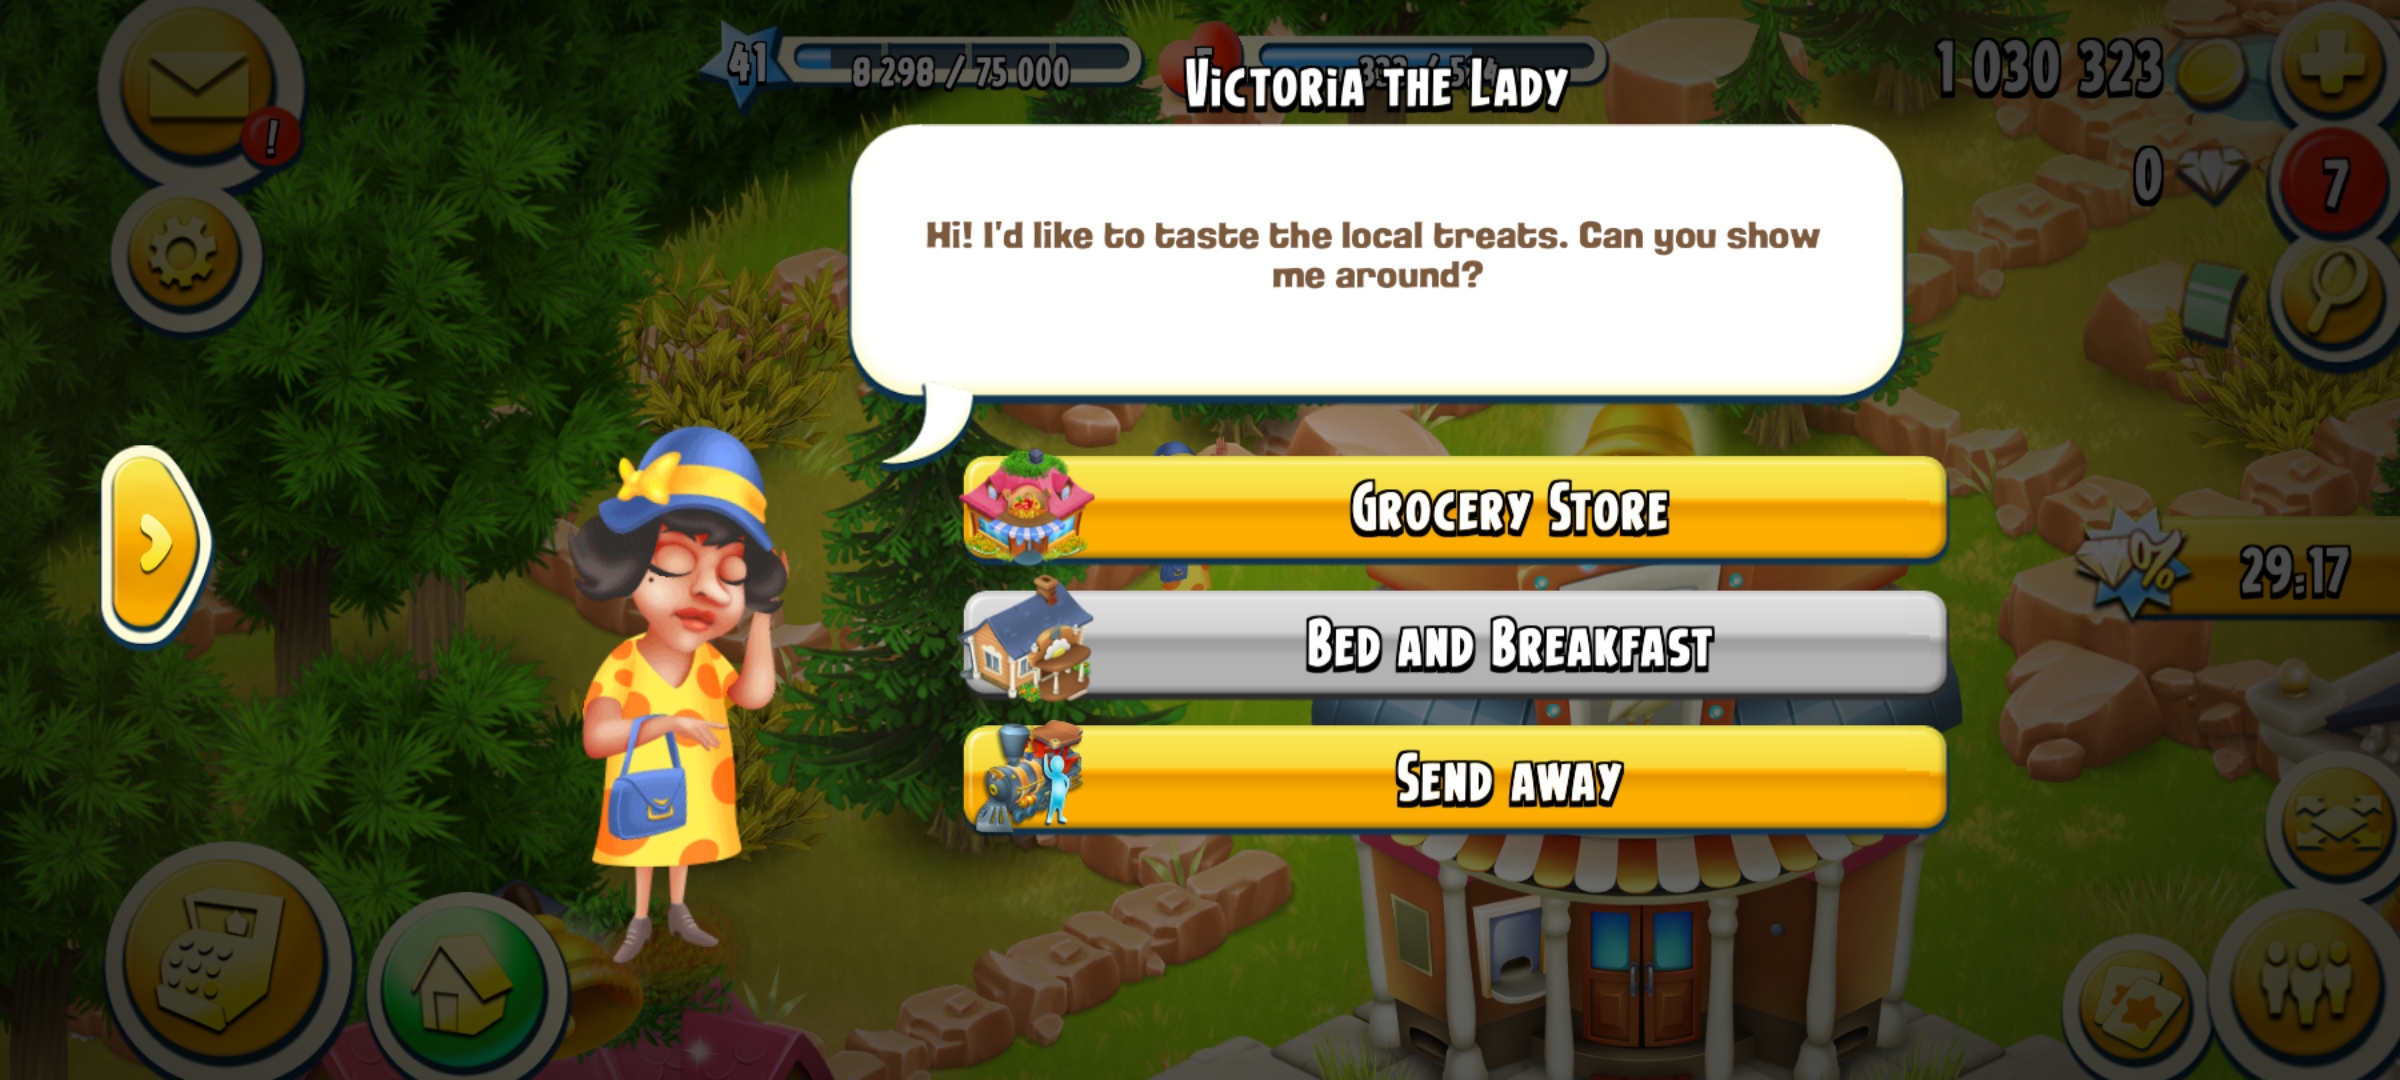 41
8 298 / 75 000
1 030 323
Victoria the Lady
0
7
Hi! I'd like to taste the local treats. Can you show
me around?
Grocery Store
29:17
Bed and Breakfast
Send away